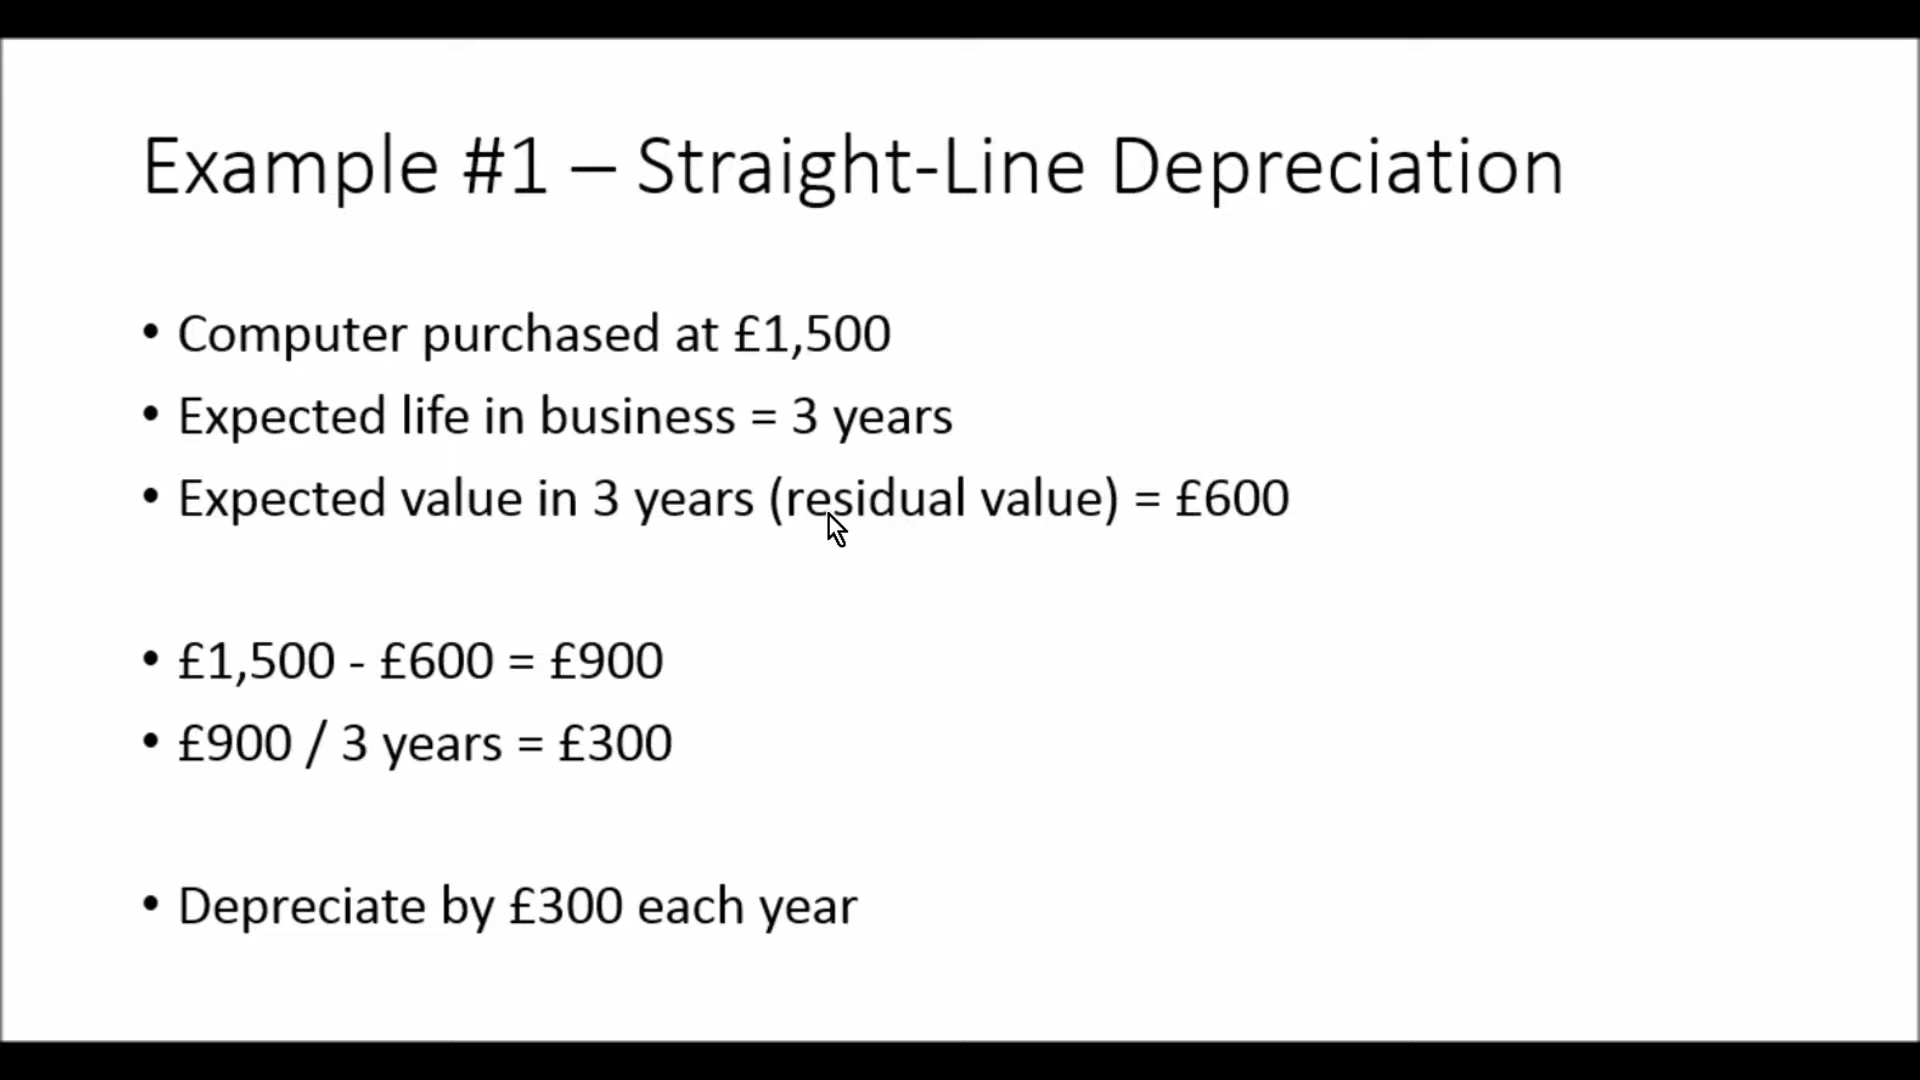 Example #1 – Straight-Line Depreciation
• Computer purchased at £1,500
• Expected life in business = 3 years
• Expected value in 3 years (residual value) = £600
• £1,500 - £600 = £900
• £900 / 3 years = £300
• Depreciate by £300 each year